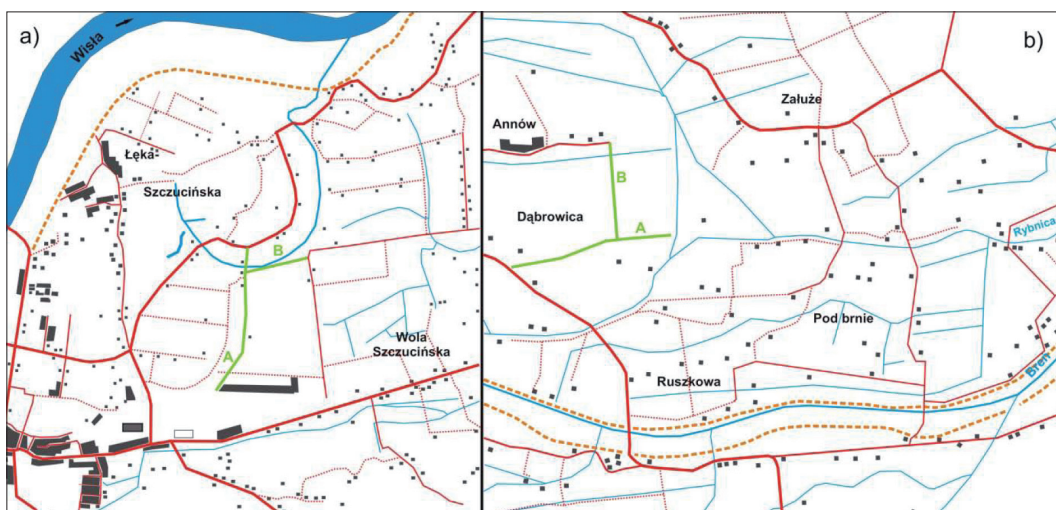 a)
Wisła
Łęka-
Szczucińska
B
A
Wola
Szczucińska
b)
Załuże
Annów
B
Dąbrowica
A
Rybnica
Pod brnie
Ruszkowa
Breń